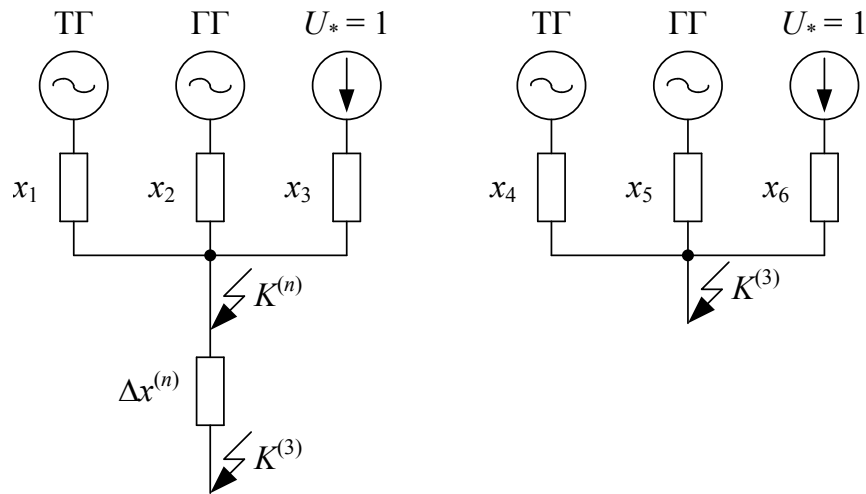 ТГ ГГ U* = 1 ТГ ГГ U* = 1
x1 x2 x3 x4 x5 x6
K(n) K(3)
Δx(n)
K(3)